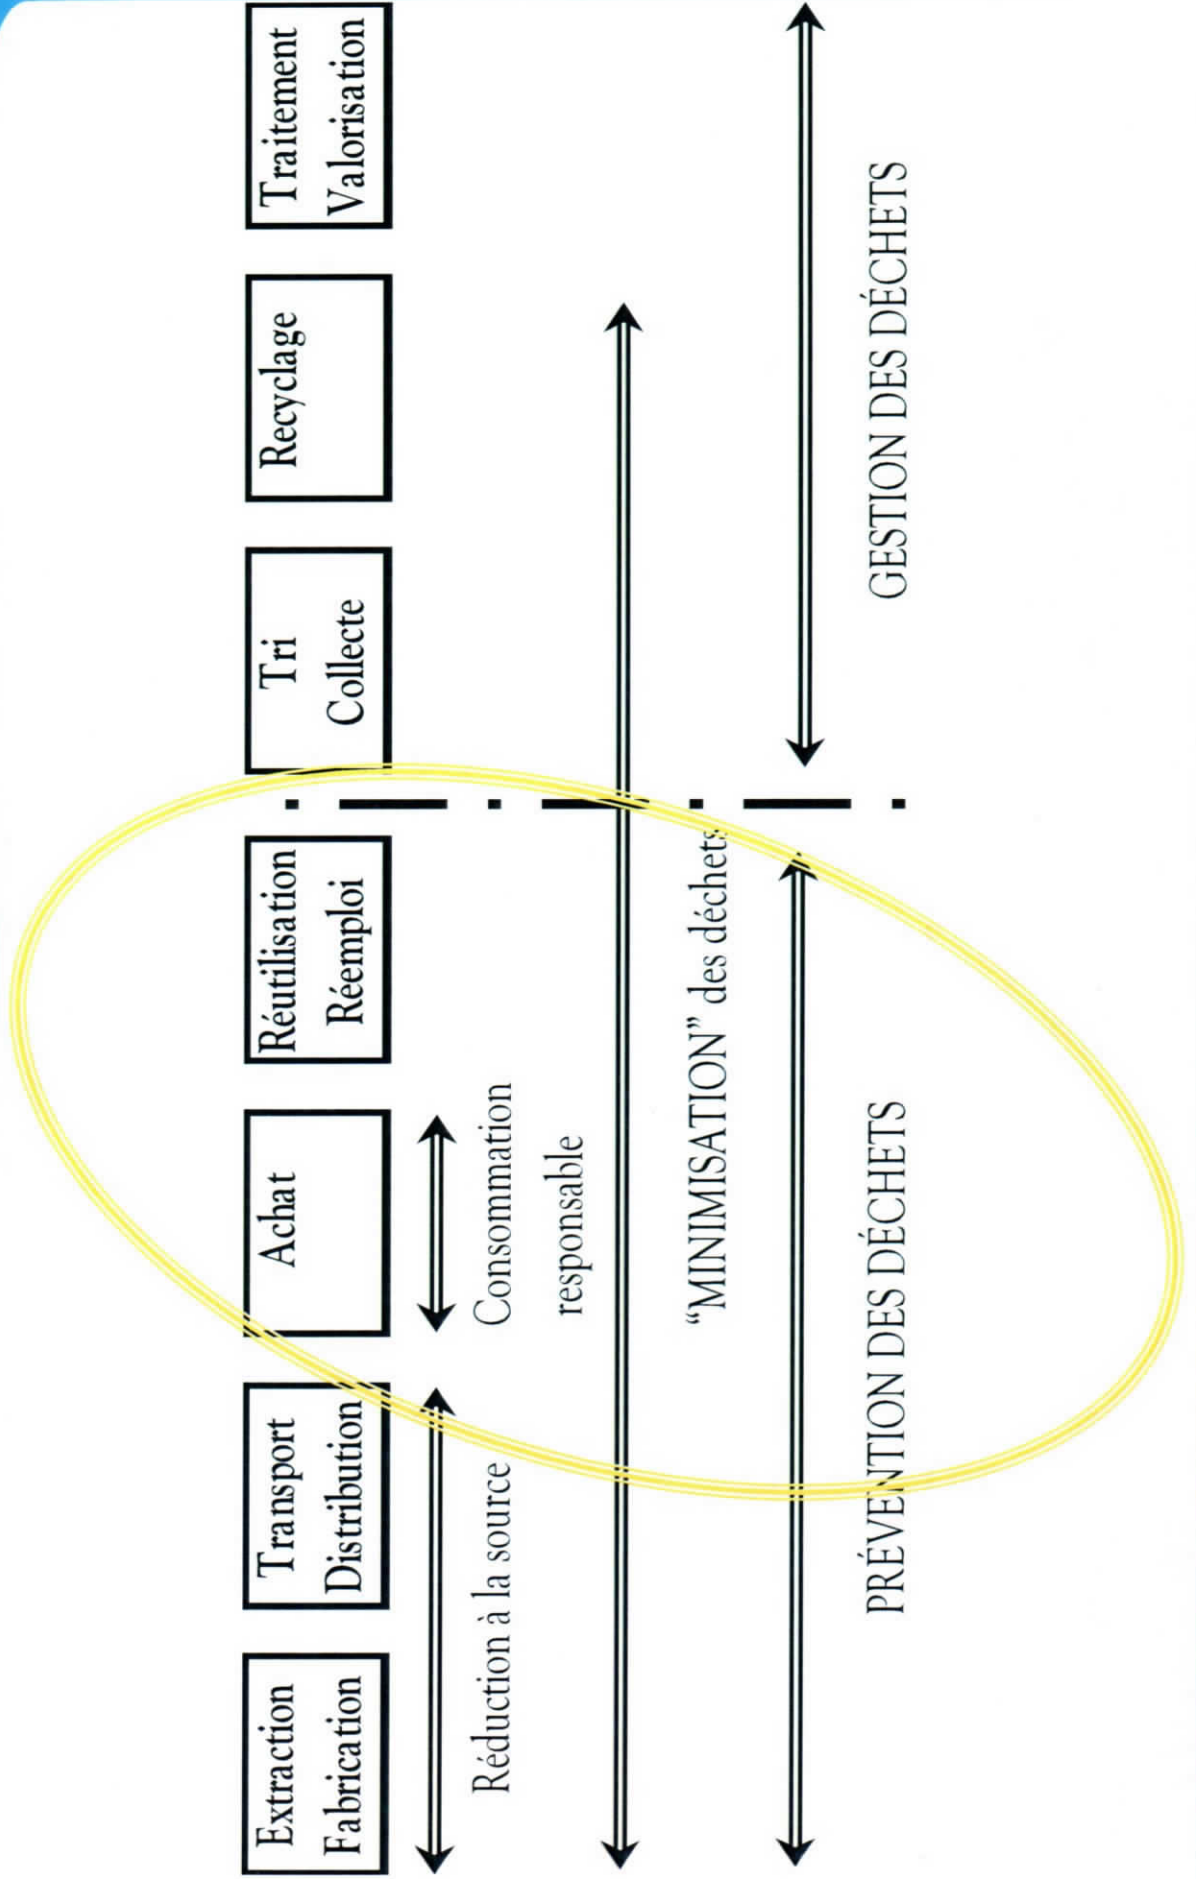 Extraction
Fabrication
Transport
Distribution
Achat
Réutilisation
Réemploi
Tri
Collecte
Recyclage
Traitement
Valorisation
Réduction à la source
Consommation
responsable
“MINIMISATION” des déchets
PRÉVENTION DES DÉCHETS
GESTION DES DÉCHETS